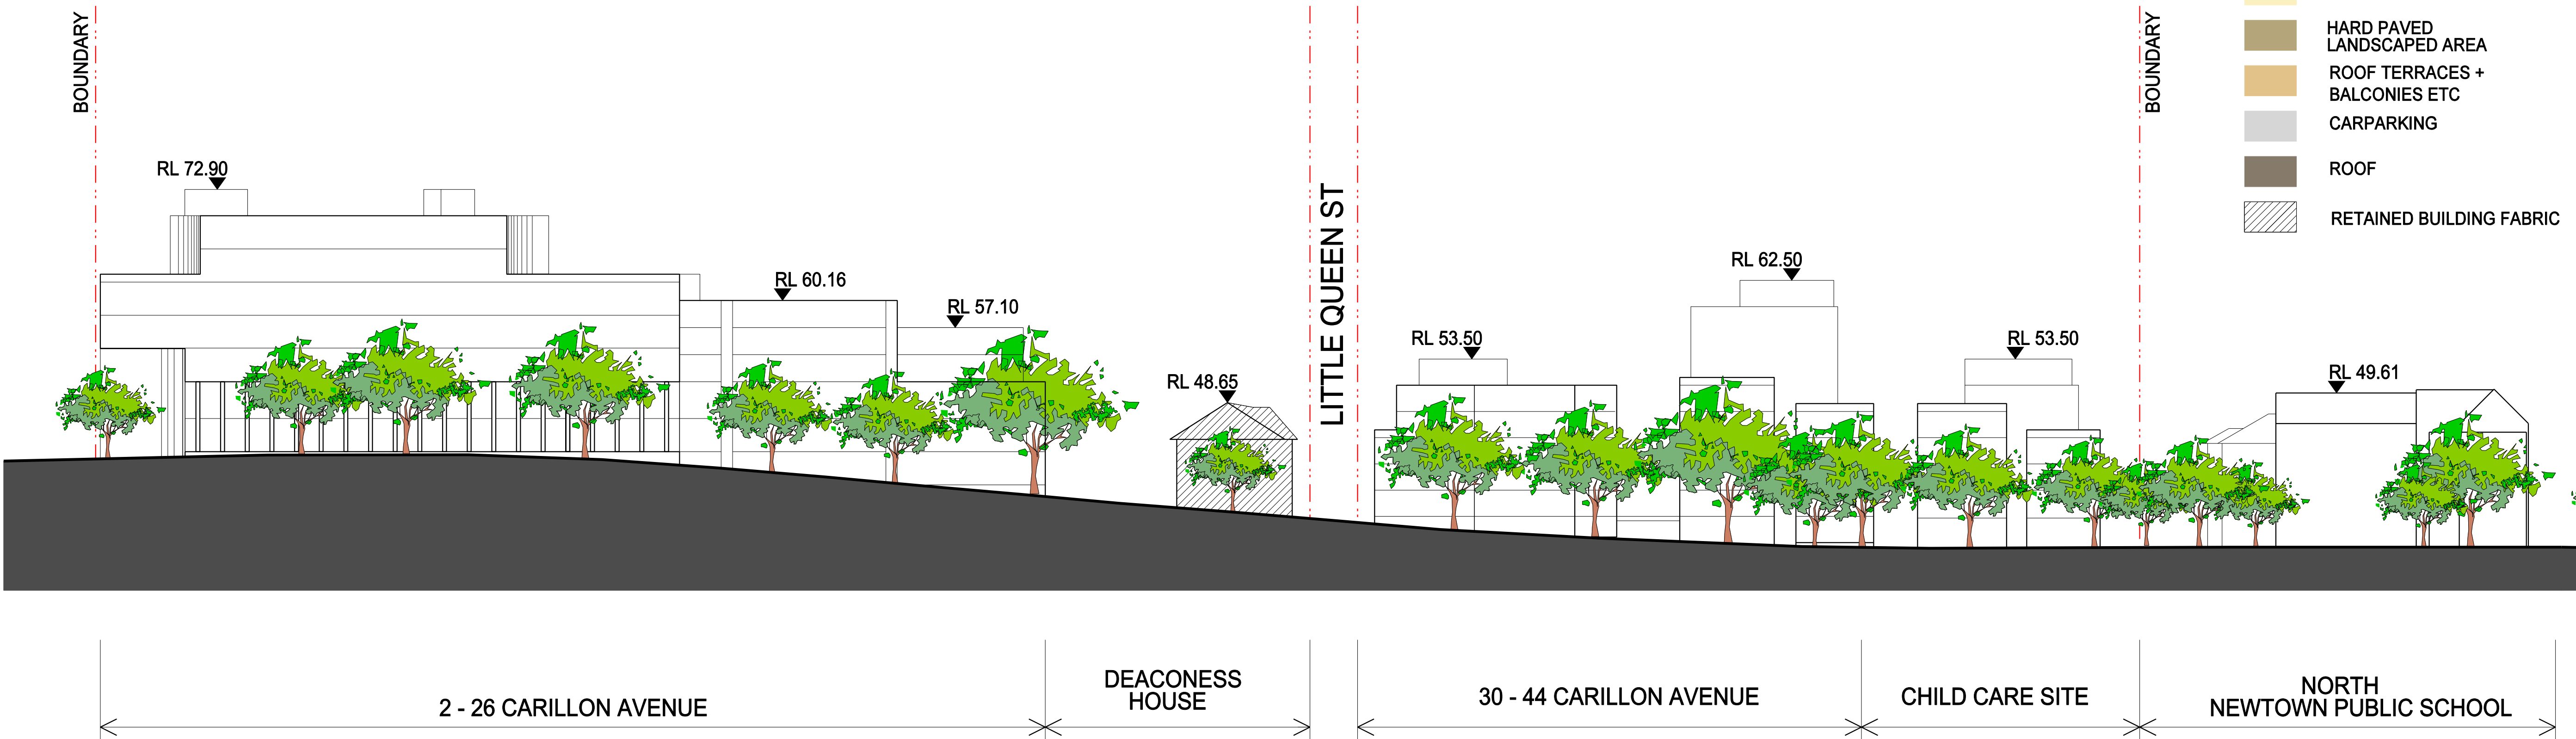 BOUNDARY
RL 72.90
RL 60.16
RL 57.10
RL 48.65
LITTLE QUEEN ST
RL 53.50
RL 62.50
RL 53.50
BOUNDARY
RL 49.61
HARD PAVED
LANDSCAPED AREA
ROOF TERRACES +
BALCONIES ETC
CARPARKING
ROOF
RETAINED BUILDING FABRIC
2 - 26 CARILLON AVENUE
DEACONESS
HOUSE
30 - 44 CARILLON AVENUE
CHILD CARE SITE
NORTH
NEWTOWN PUBLIC SCHOOL